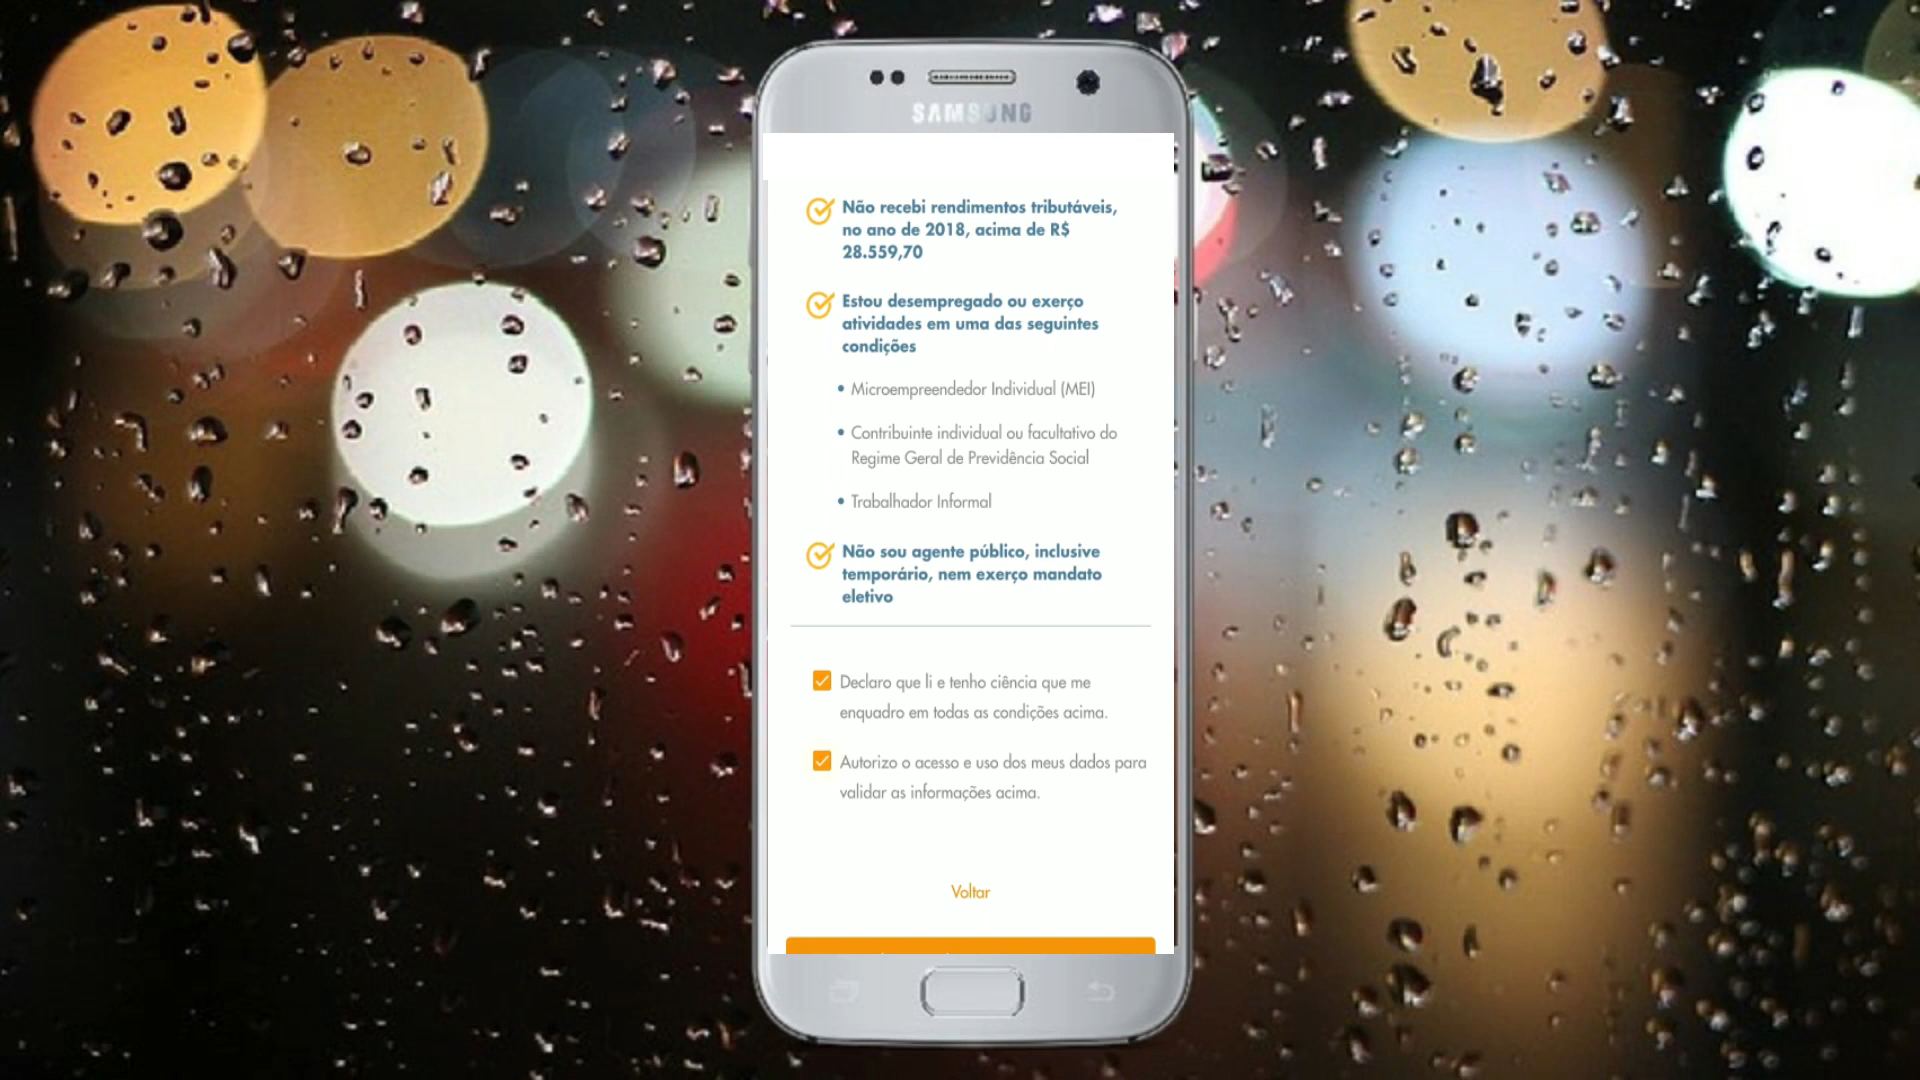 SAMSUNG
Não recebi rendimentos tributáveis,
no ano de 2018, acima de R$
28.559,70
Estou desempregado ou exerço
atividades em uma das seguintes
condições
• Microempreendedor Individual (MEI)
• Contribuinte individual ou facultativo do
Regime Geral de Previdência Social
• Trabalhador Informal
Não sou agente público, inclusive
temporário, nem exerço mandato
eletivo
Declaro que li e tenho ciência que me
enquadro em todas as condições acima.
Autorizo o acesso e uso dos meus dados para
validar as informações acima.
Voltar